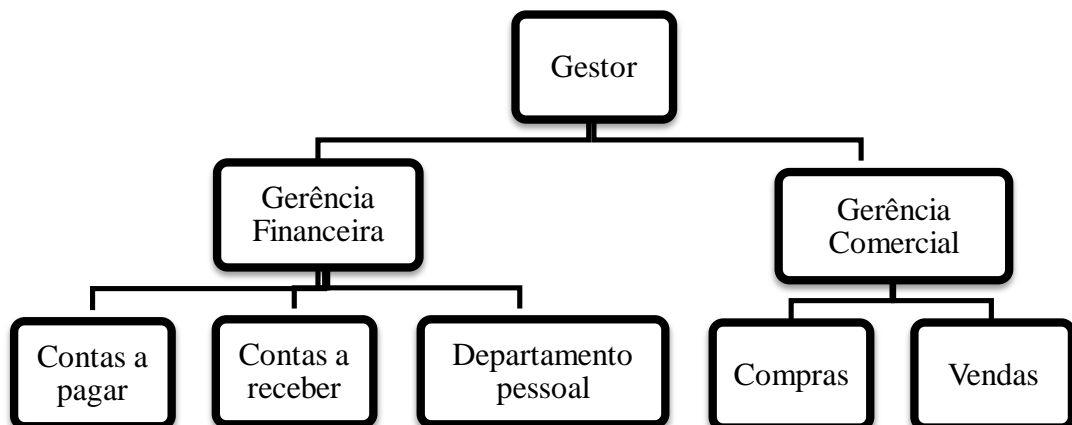 Gestor
Gerência
Financeira
Gerência
Comercial
Contas a
pagar
Contas a
receber
Departamento
pessoal
Compras
Vendas